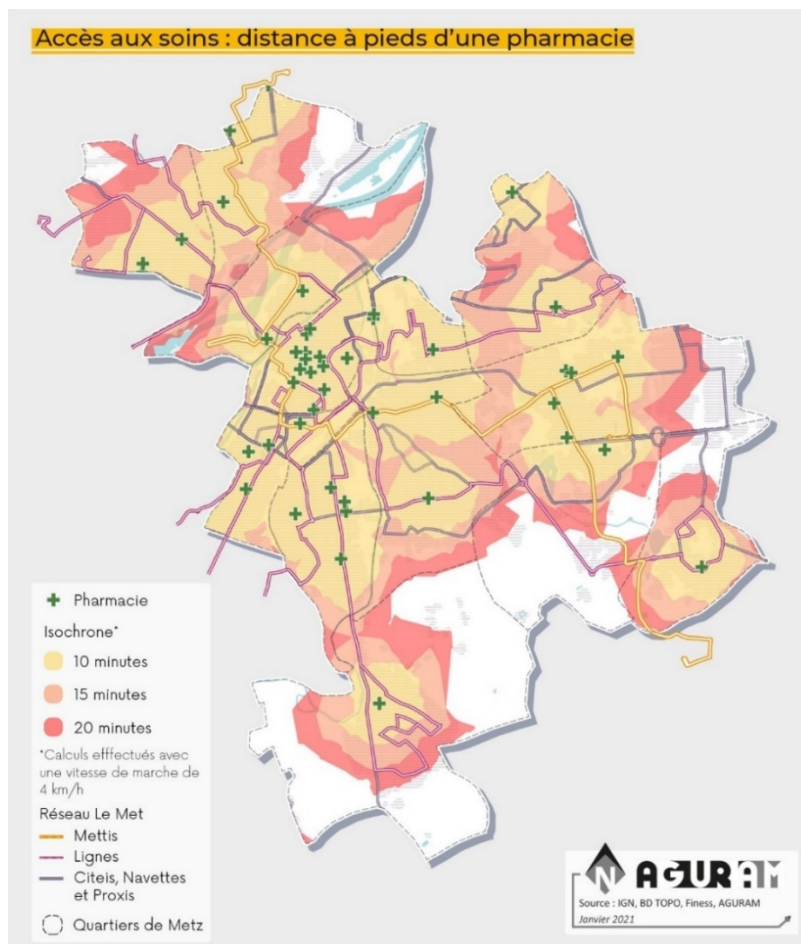 Accès aux soins : distance à pieds d’une pharmacie
Pharmacie
Isochrone*
10 minutes
15 minutes
20 minutes
*Calculs efffectués avec
une vitesse de marche de
4 km/h
Réseau Le Met
Mettis
Lignes
Citeis, Navettes
et Proxis
Quartiers de Metz
N AGURAM
Source : IGN, BD TOPO, Finess, AGURAM
Janvier 2021